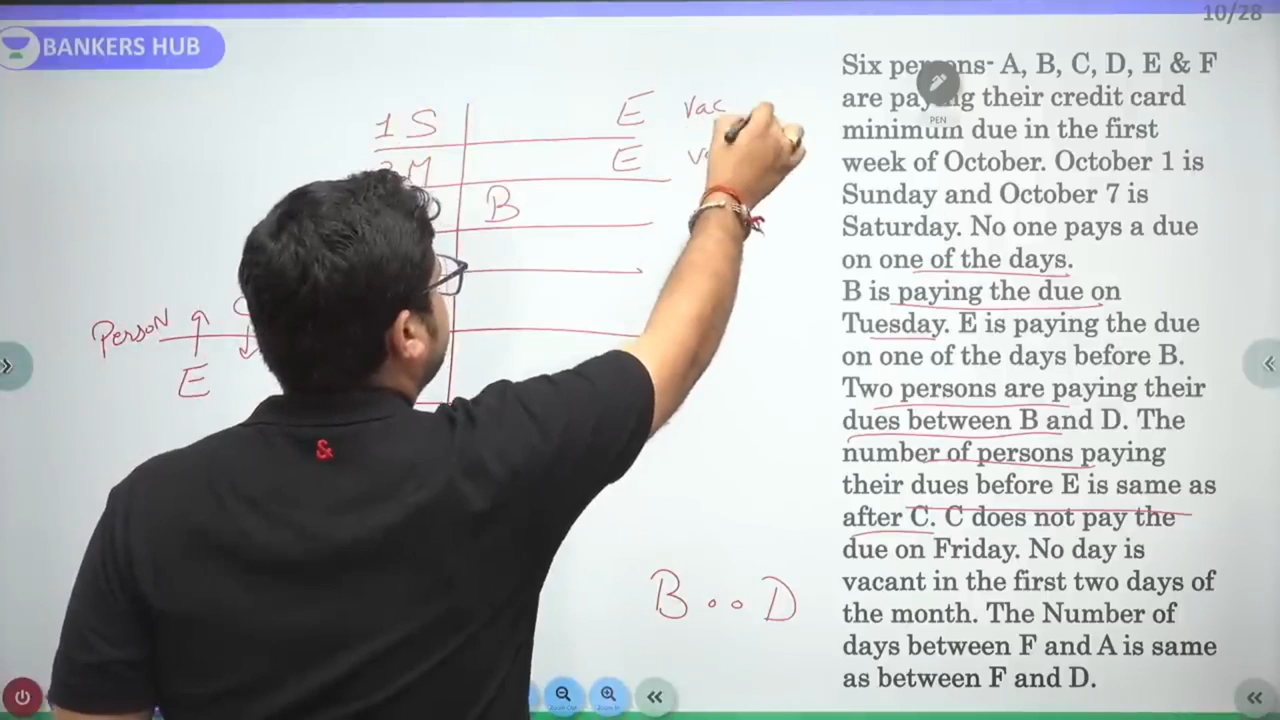 10/28
BANKERS HUB
Six persons- A, B, C, D, E & F
are paying their credit card
PEN
minimum due in the first
week of October. October 1 is
Sunday and October 7 is
Saturday. No one pays a due
on one of the days.
B is paying the due on
Tuesday. E is paying the due
on one of the days before B.
Two persons are paying their
dues between B and D. The
number of persons paying
their dues before E is same as
after C. C does not pay the
due on Friday. No day is
vacant in the first two days of
the month. The Number of
days between F and A is same
as between F and D.
1 S E vac
M E
B
Person
E
&
B o o D
Zoom Out
Zoom In